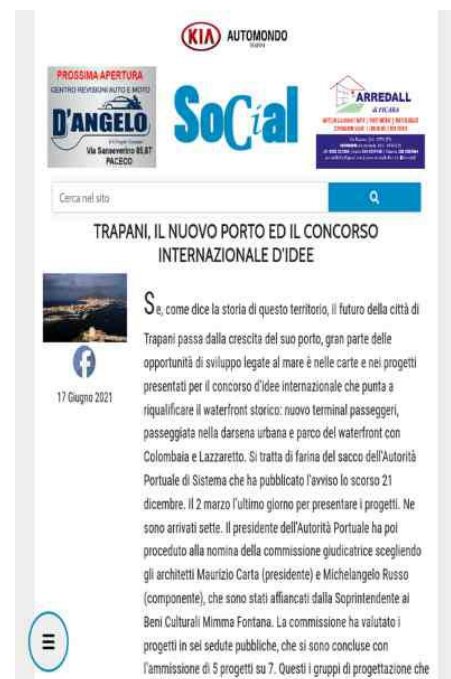 KIA AUTOMONDO
PROSSIMA APERTURA
CENTRO REVISIONI AUTO E MOTO
D'ANGELO
Via Sanseverino 85,87
PACECO
SoCial
ARREDALL
Cerca nel sito
TRAPANI, IL NUOVO PORTO ED IL CONCORSO
INTERNAZIONALE D'IDEE
17 Giugno 2021
Se, come dice la storia di questo territorio, il futuro della città di
Trapani passa dalla crescita del suo porto, gran parte delle
opportunità di sviluppo legate al mare è nelle carte e nei progetti
presentati per il concorso d'idee internazionale che punta a
riqualificare il waterfront storico: nuovo terminal passeggeri,
passeggiata nella darsena urbana e parco del waterfront con
Colombaia e Lazzaretto. Si tratta di farina del sacco dell'Autorità
Portuale di Sistema che ha pubblicato l'avviso lo scorso 21
dicembre. Il 2 marzo l'ultimo giorno per presentare i progetti. Ne
sono arrivati sette. Il presidente dell'Autorità Portuale ha poi
proceduto alla nomina della commissione giudicatrice scegliendo
gli architetti Maurizio Carta (presidente) e Michelangelo Russo
(componente), che sono stati affiancati dalla Soprintendente ai
Beni Culturali Mimma Fontana. La commissione ha valutato i
progetti in sei sedute pubbliche, che si sono concluse con
l'ammissione di 5 progetti su 7. Questi i gruppi di progettazione che